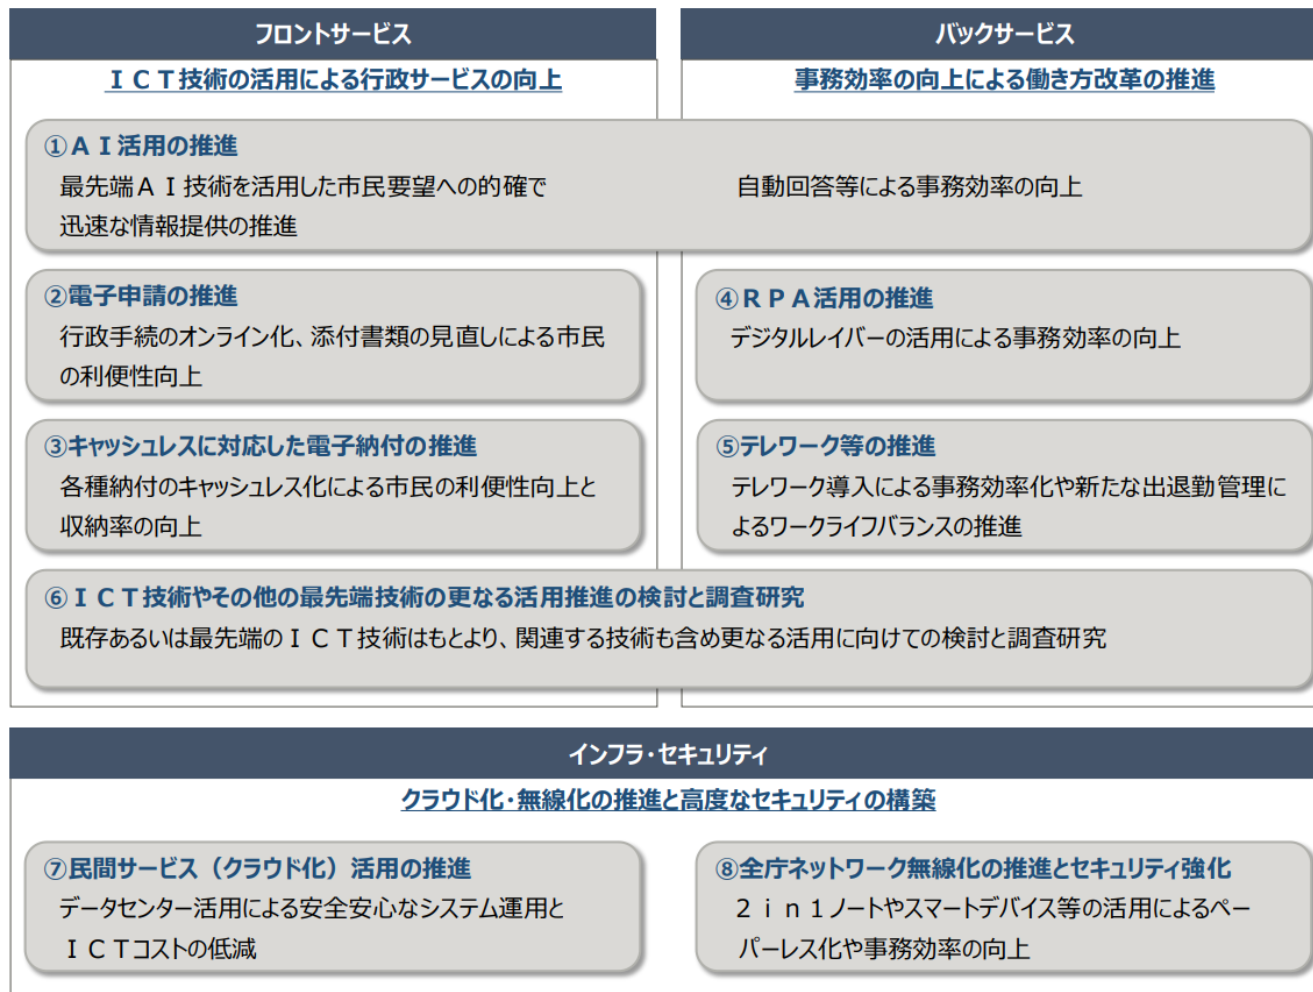 フロントサービス
バックサービス
ＩＣＴ技術の活用による行政サービスの向上
事務効率の向上による働き方改革の推進
①ＡＩ活用の推進
最先端ＡＩ技術を活用した市民要望への的確で
迅速な情報提供の推進
自動回答等による事務効率の向上
②電子申請の推進
行政手続のオンライン化、添付書類の見直しによる市民
の利便性向上
④ＲＰＡ活用の推進
デジタルレイバーの活用による事務効率の向上
③キャッシュレスに対応した電子納付の推進
各種納付のキャッシュレス化による市民の利便性向上と
収納率の向上
⑤テレワーク等の推進
テレワーク導入による事務効率化や新たな出退勤管理に
よるワークライフバランスの推進
⑥ＩＣＴ技術やその他の最先端技術の更なる活用推進の検討と調査研究
既存あるいは最先端のＩＣＴ技術はもとより、関連する技術も含め更なる活用に向けての検討と調査研究
インフラ・セキュリティ
クラウド化・無線化の推進と高度なセキュリティの構築
⑦民間サービス（クラウド化）活用の推進
データセンター活用による安全安心なシステム運用と
ＩＣＴコストの低減
⑧全庁ネットワーク無線化の推進とセキュリティ強化
２ｉｎ１ノートやスマートデバイス等の活用によるペー
パーレス化や事務効率の向上